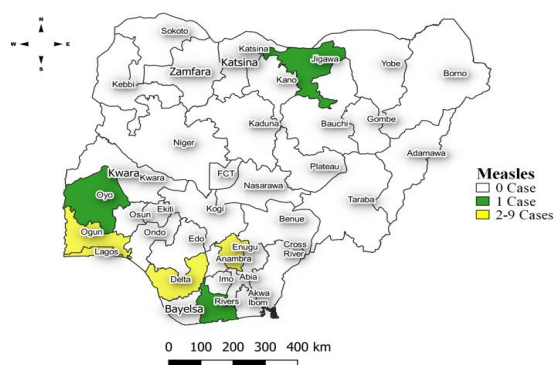 N
W E
S
Sokoto
Katsina
Zamfara
Katsina
Jigawa
Yobe
Borno
Kebbi
Kano
Bauchi
Gombe
Kaduna
Niger
Adamawa
Plateau
Kwara
Kwara
FCT
Nasarawa
Taraba
Oyo
Osun
Ekiti
Kogi
Benue
Ogun
Ondo
Edo
Enugu
Anambra
Cross
River
Lagos
Delta
Imo
Abia
Rivers
Akwa
Ibom
Bayelsa
Measles
0 Case
1 Case
2-9 Cases
0 100 200 300 400 km